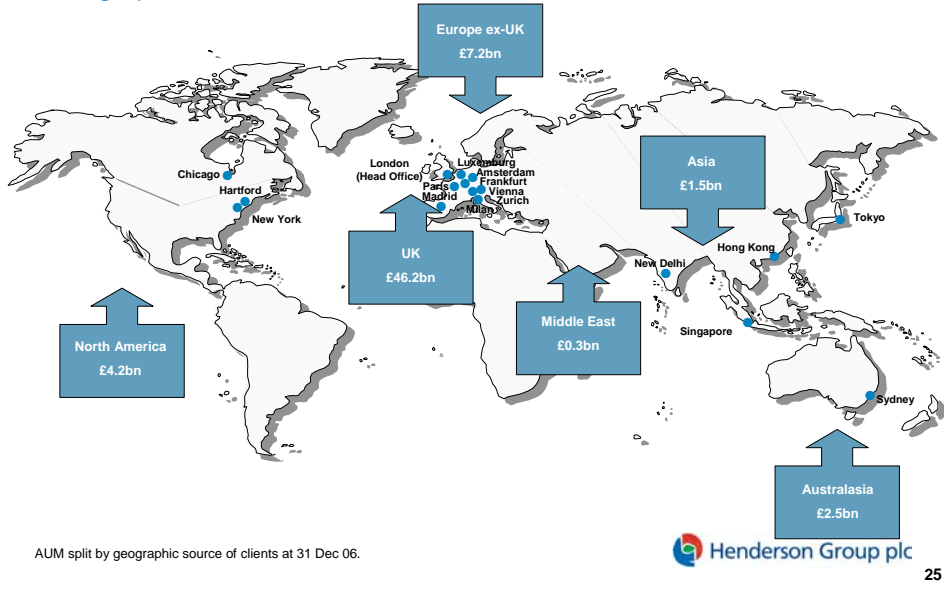 Europe ex-UK
£7.2bn
London
(Head Office)
Luxemburg
Amsterdam
Frankfurt
Paris
Vienna
Madrid
Zurich
Milan
Chicago
Hartford
New York
Asia
£1.5bn
Tokyo
Hong Kong
New Delhi
Singapore
UK
£46.2bn
Middle East
£0.3bn
North America
£4.2bn
Sydney
Australasia
£2.5bn
AUM split by geographic source of clients at 31 Dec 06.
Henderson Group plc
25